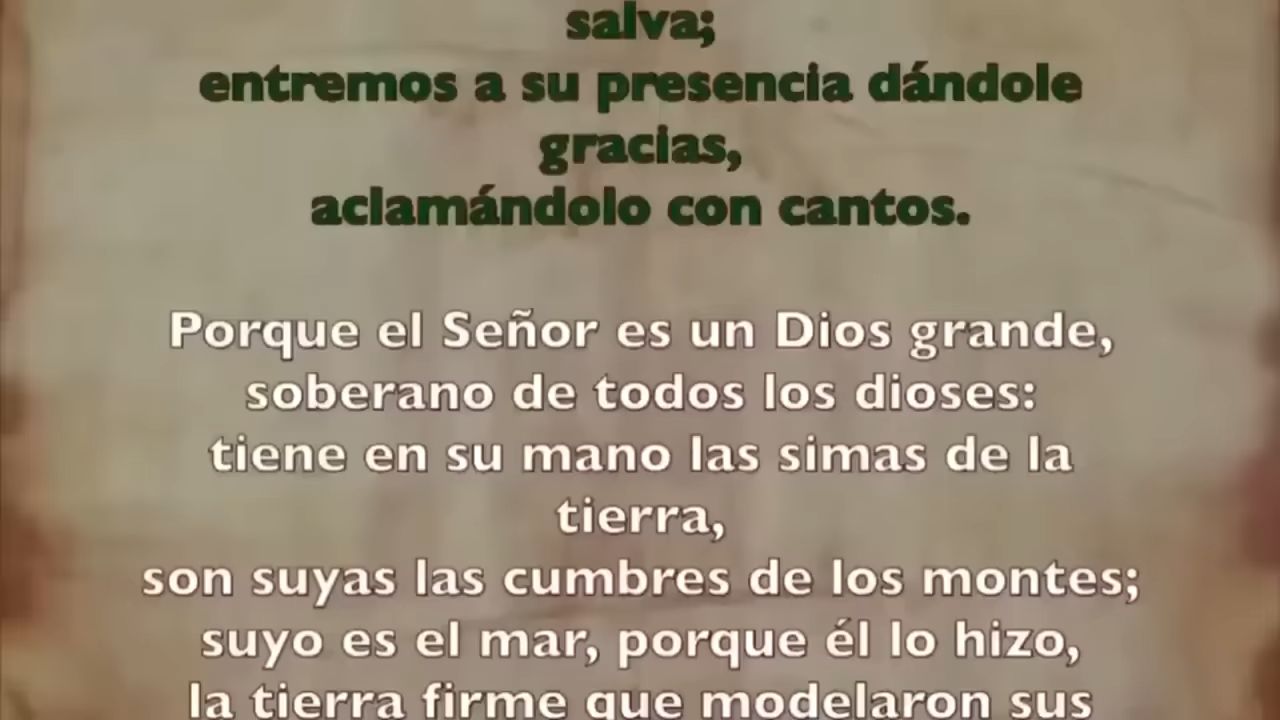 salva;
entremos a su presencia dándole
gracias,
aclamándolo con cantos.
Porque el Señor es un Dios grande,
soberano de todos los dioses:
tiene en su mano las simas de la
tierra,
son suyas las cumbres de los montes;
suyo es el mar, porque él lo hizo,
la tierra firme que modelaron sus